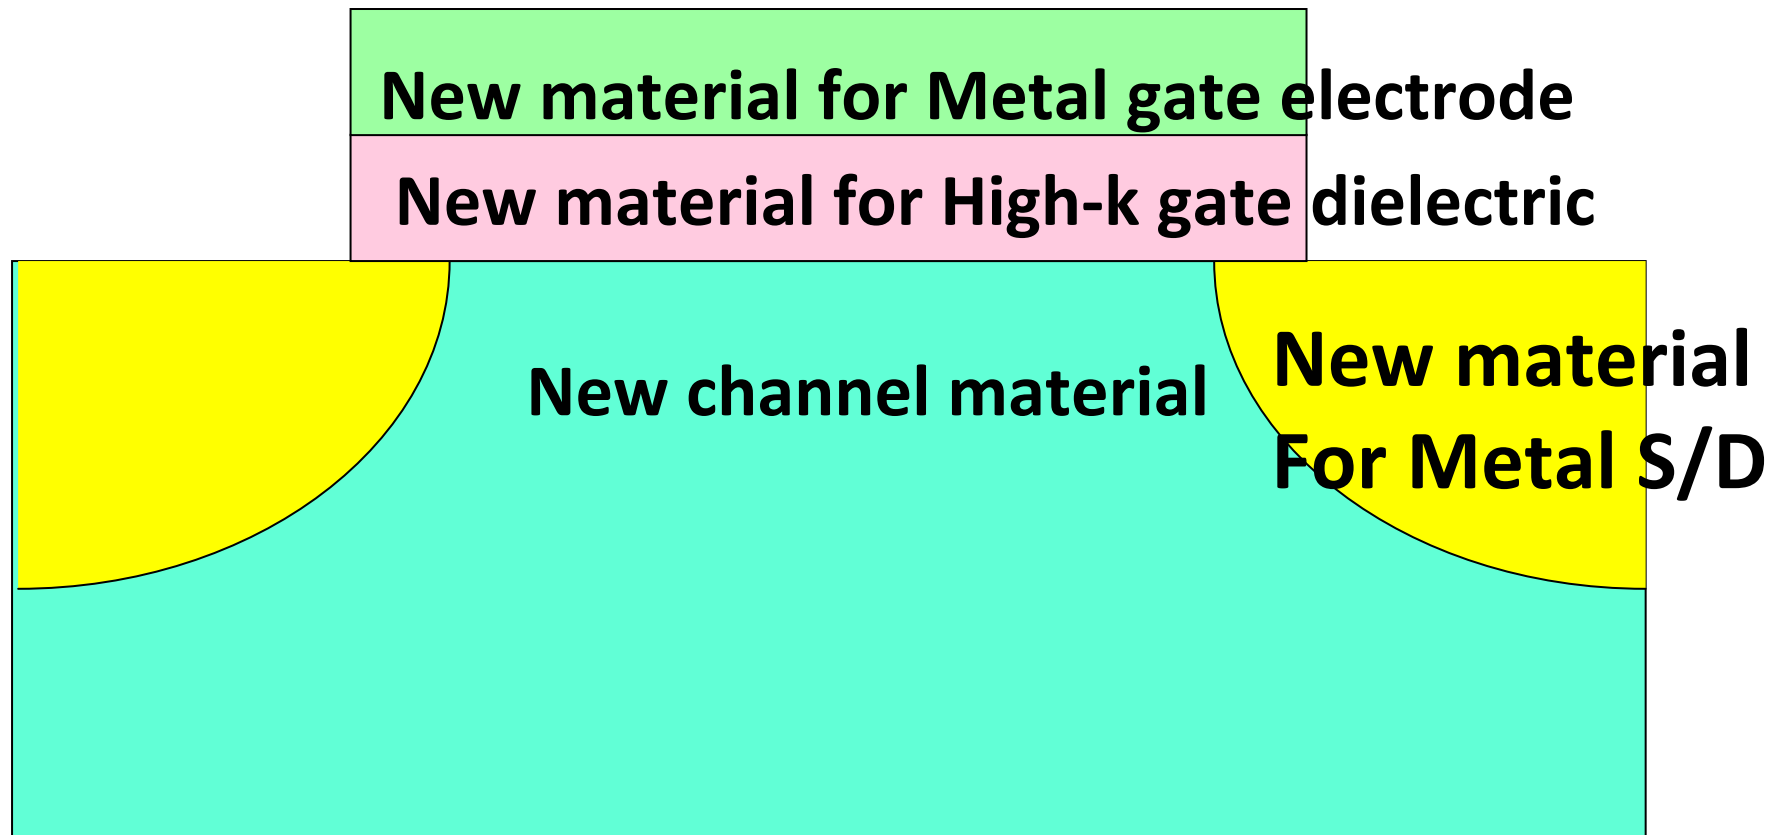 New material for Metal gate electrode
New material for High-k gate dielectric
New channel material
New material
For Metal S/D